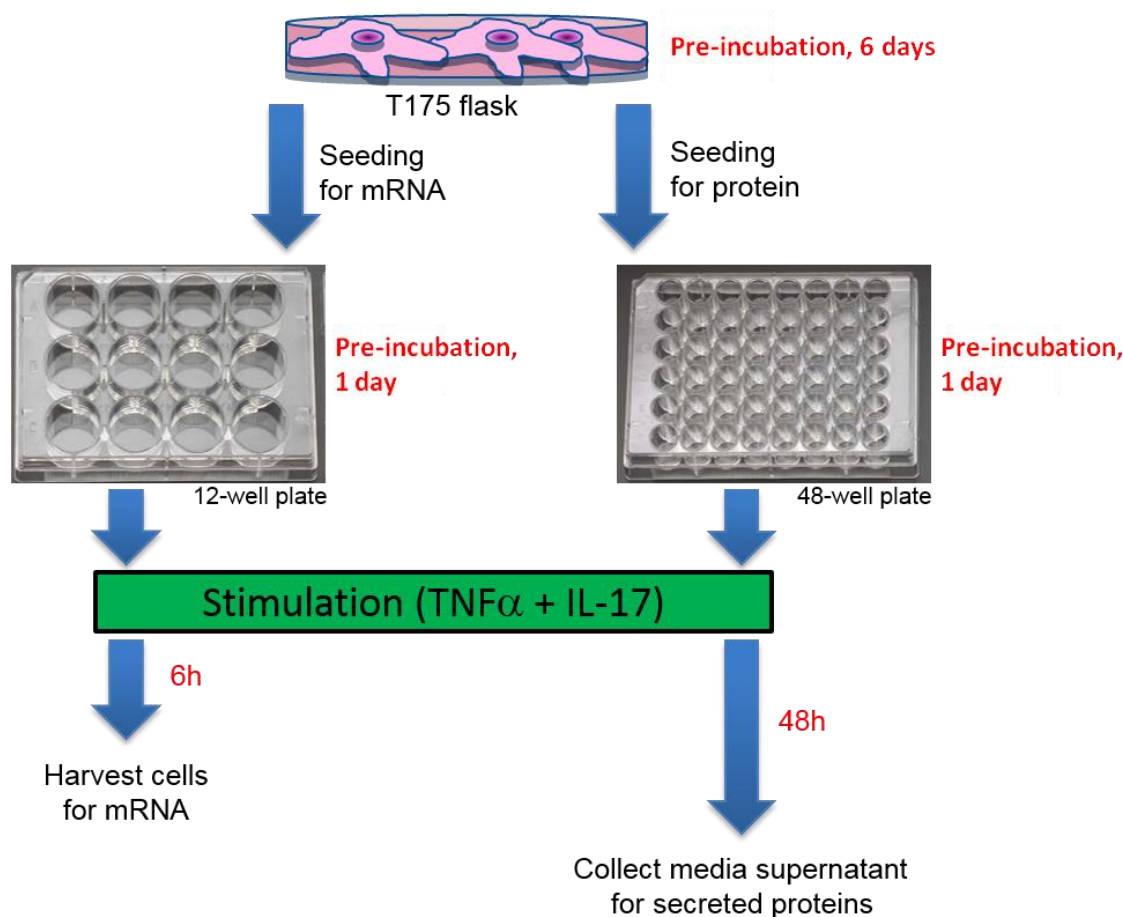 Pre-incubation, 6 days
T175 flask
Seeding
for mRNA
Seeding
for protein
Pre-incubation,
1 day
Pre-incubation,
1 day
12-well plate
48-well plate
Stimulation (TNFα + IL-17)
6h
48h
Harvest cells
for mRNA
Collect media supernatant
for secreted proteins